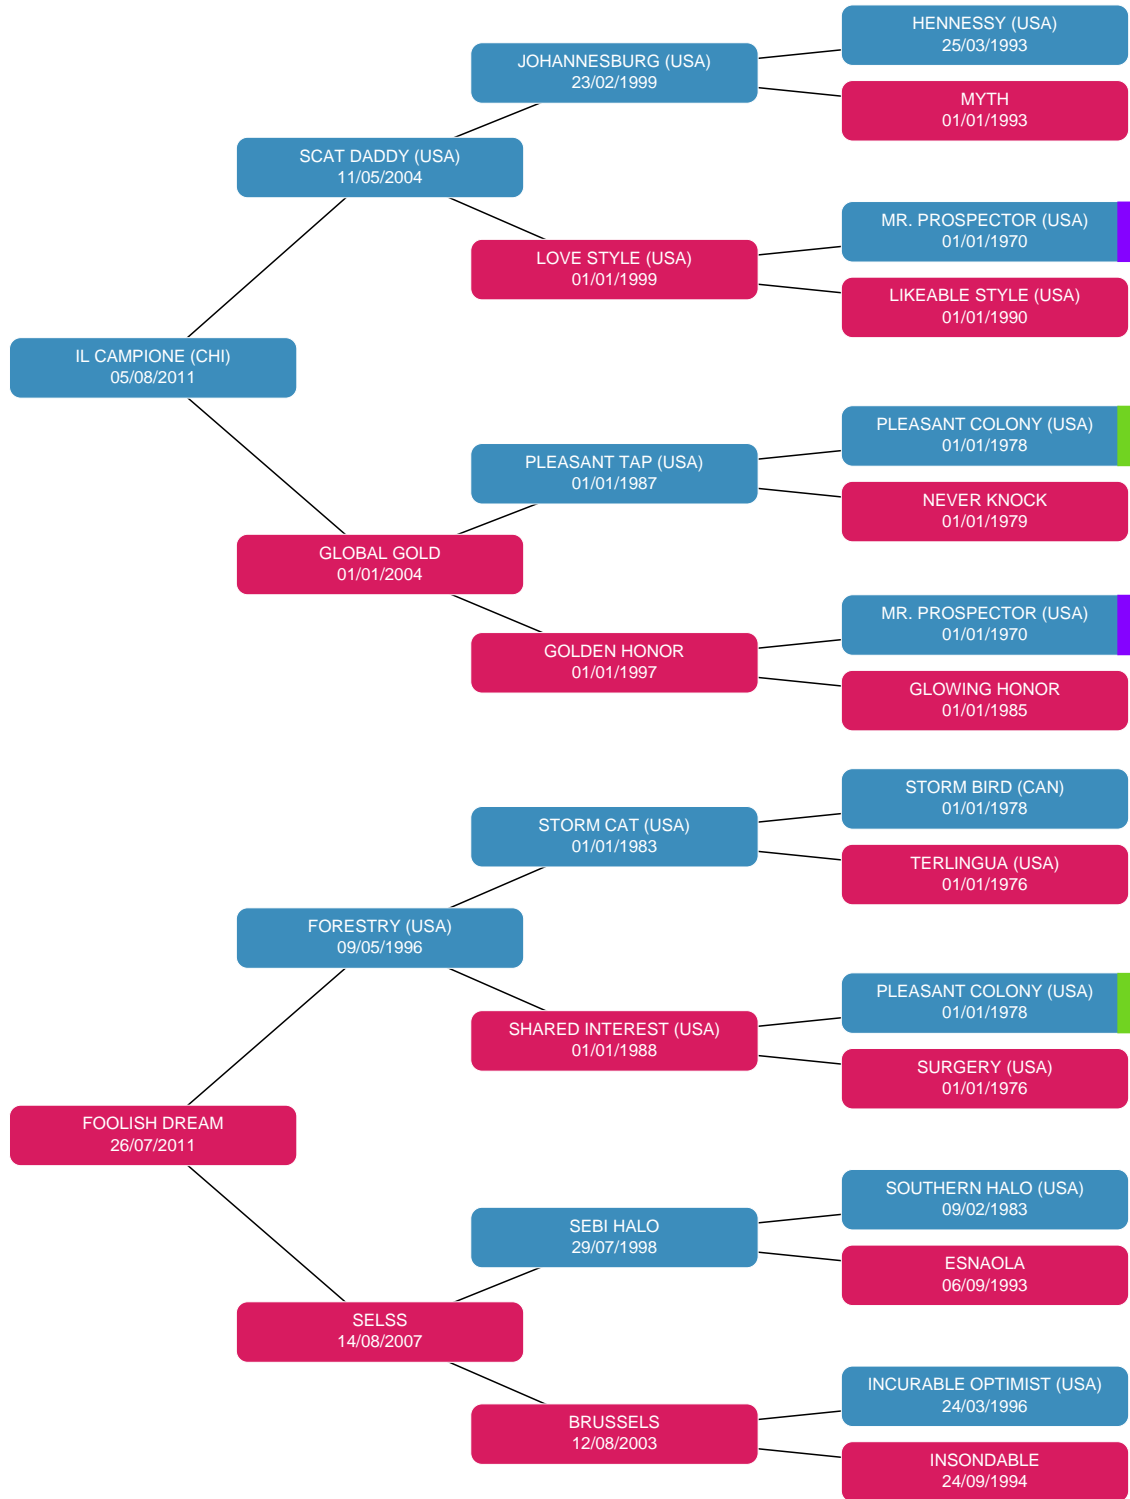 HENNESSY (USA)
25/03/1993
JOHANNESBURG (USA)
23/02/1999
MYTH
01/01/1993
SCAT DADDY (USA)
11/05/2004
MR. PROSPECTOR (USA)
01/01/1970
LOVE STYLE (USA)
01/01/1999
LIKEABLE STYLE (USA)
01/01/1990
IL CAMPIONE (CHI)
05/08/2011
PLEASANT COLONY (USA)
01/01/1978
PLEASANT TAP (USA)
01/01/1987
NEVER KNOCK
01/01/1979
GLOBAL GOLD
01/01/2004
MR. PROSPECTOR (USA)
01/01/1970
GOLDEN HONOR
01/01/1997
GLOWING HONOR
01/01/1985
STORM BIRD (CAN)
01/01/1978
STORM CAT (USA)
01/01/1983
TERLINGUA (USA)
01/01/1976
FORESTRY (USA)
09/05/1996
PLEASANT COLONY (USA)
01/01/1978
SHARED INTEREST (USA)
01/01/1988
SURGERY (USA)
01/01/1976
FOOLISH DREAM
26/07/2011
SOUTHERN HALO (USA)
09/02/1983
SEBI HALO
29/07/1998
ESNAOLA
06/09/1993
SELSS
14/08/2007
INCURABLE OPTIMIST (USA)
24/03/1996
BRUSSELS
12/08/2003
INSONDABLE
24/09/1994